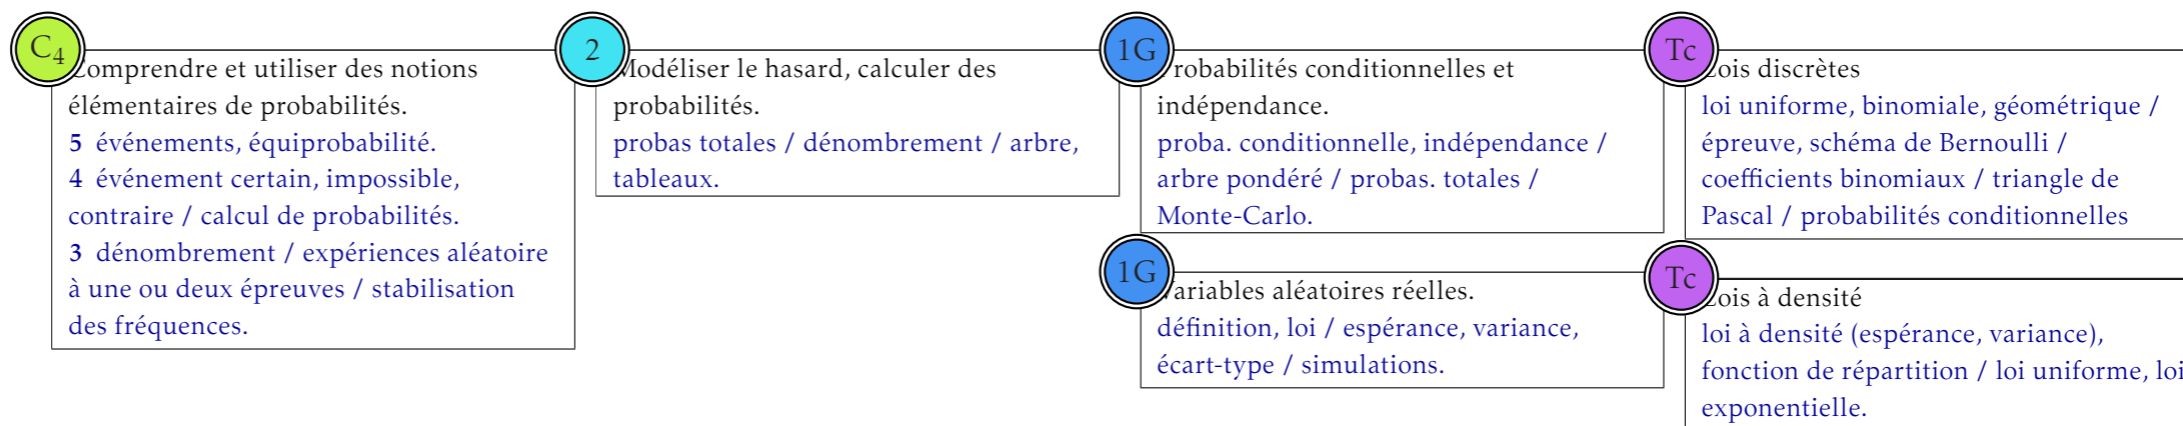 C4
Comprendre et utiliser des notions
élémentaires de probabilités.
5 événements, équiprobabilité.
4 événement certain, impossible,
contraire / calcul de probabilités.
3 dénombrement / expériences aléatoire
à une ou deux épreuves / stabilisation
des fréquences.
2
Modéliser le hasard, calculer des
probabilités.
probas totales / dénombrement / arbre,
tableaux.
1G
Probabilités conditionnelles et
indépendance.
proba. conditionnelle, indépendance /
arbre pondéré / probas. totales /
Monte-Carlo.
1G
Variables aléatoires réelles.
définition, loi / espérance, variance,
écart-type / simulations.
Tc
Lois discrètes
loi uniforme, binomiale, géométrique /
épreuve, schéma de Bernoulli /
coefficients binomiaux / triangle de
Pascal / probabilités conditionnelles
Tc
Lois à densité
loi à densité (espérance, variance),
fonction de répartition / loi uniforme, loi
exponentielle.